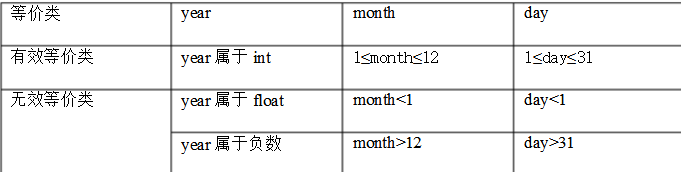 等价类 year month day
有效等价类 year 属于 int 1≤month≤12 1≤day≤31
无效等价类 year 属于 float month<1 day<1
year 属于负数 month>12 day>31